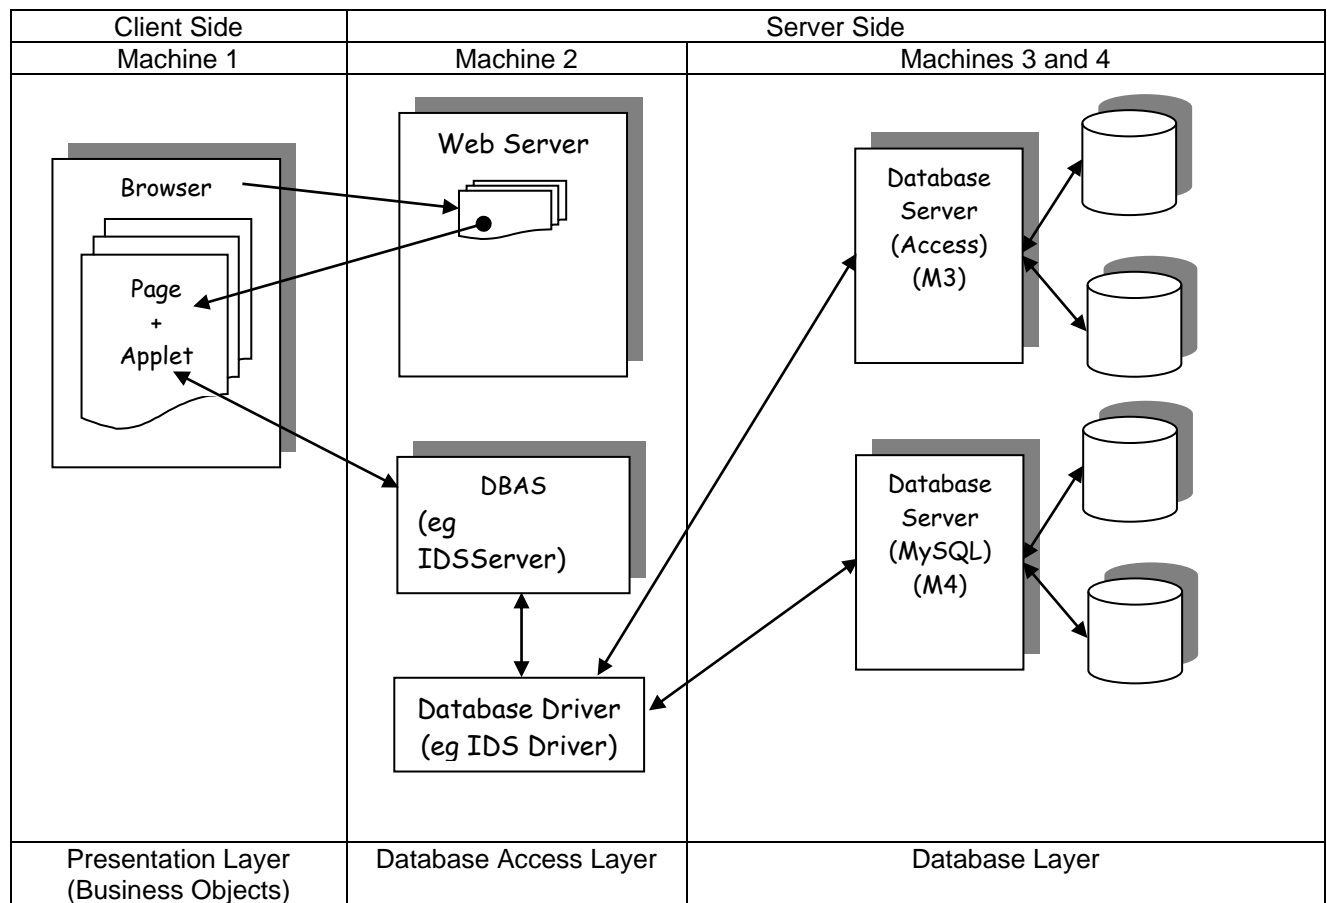 Client Side
Server Side
Machine 1
Machine 2
Machines 3 and 4
Browser
Page
+
Applet
Web Server
DBAS
(eg
IDSServer)
Database Driver
(eg IDS Driver)
Database
Server
(Access)
(M3)
Database
Server
(MySQL)
(M4)
Presentation Layer
(Business Objects)
Database Access Layer
Database Layer